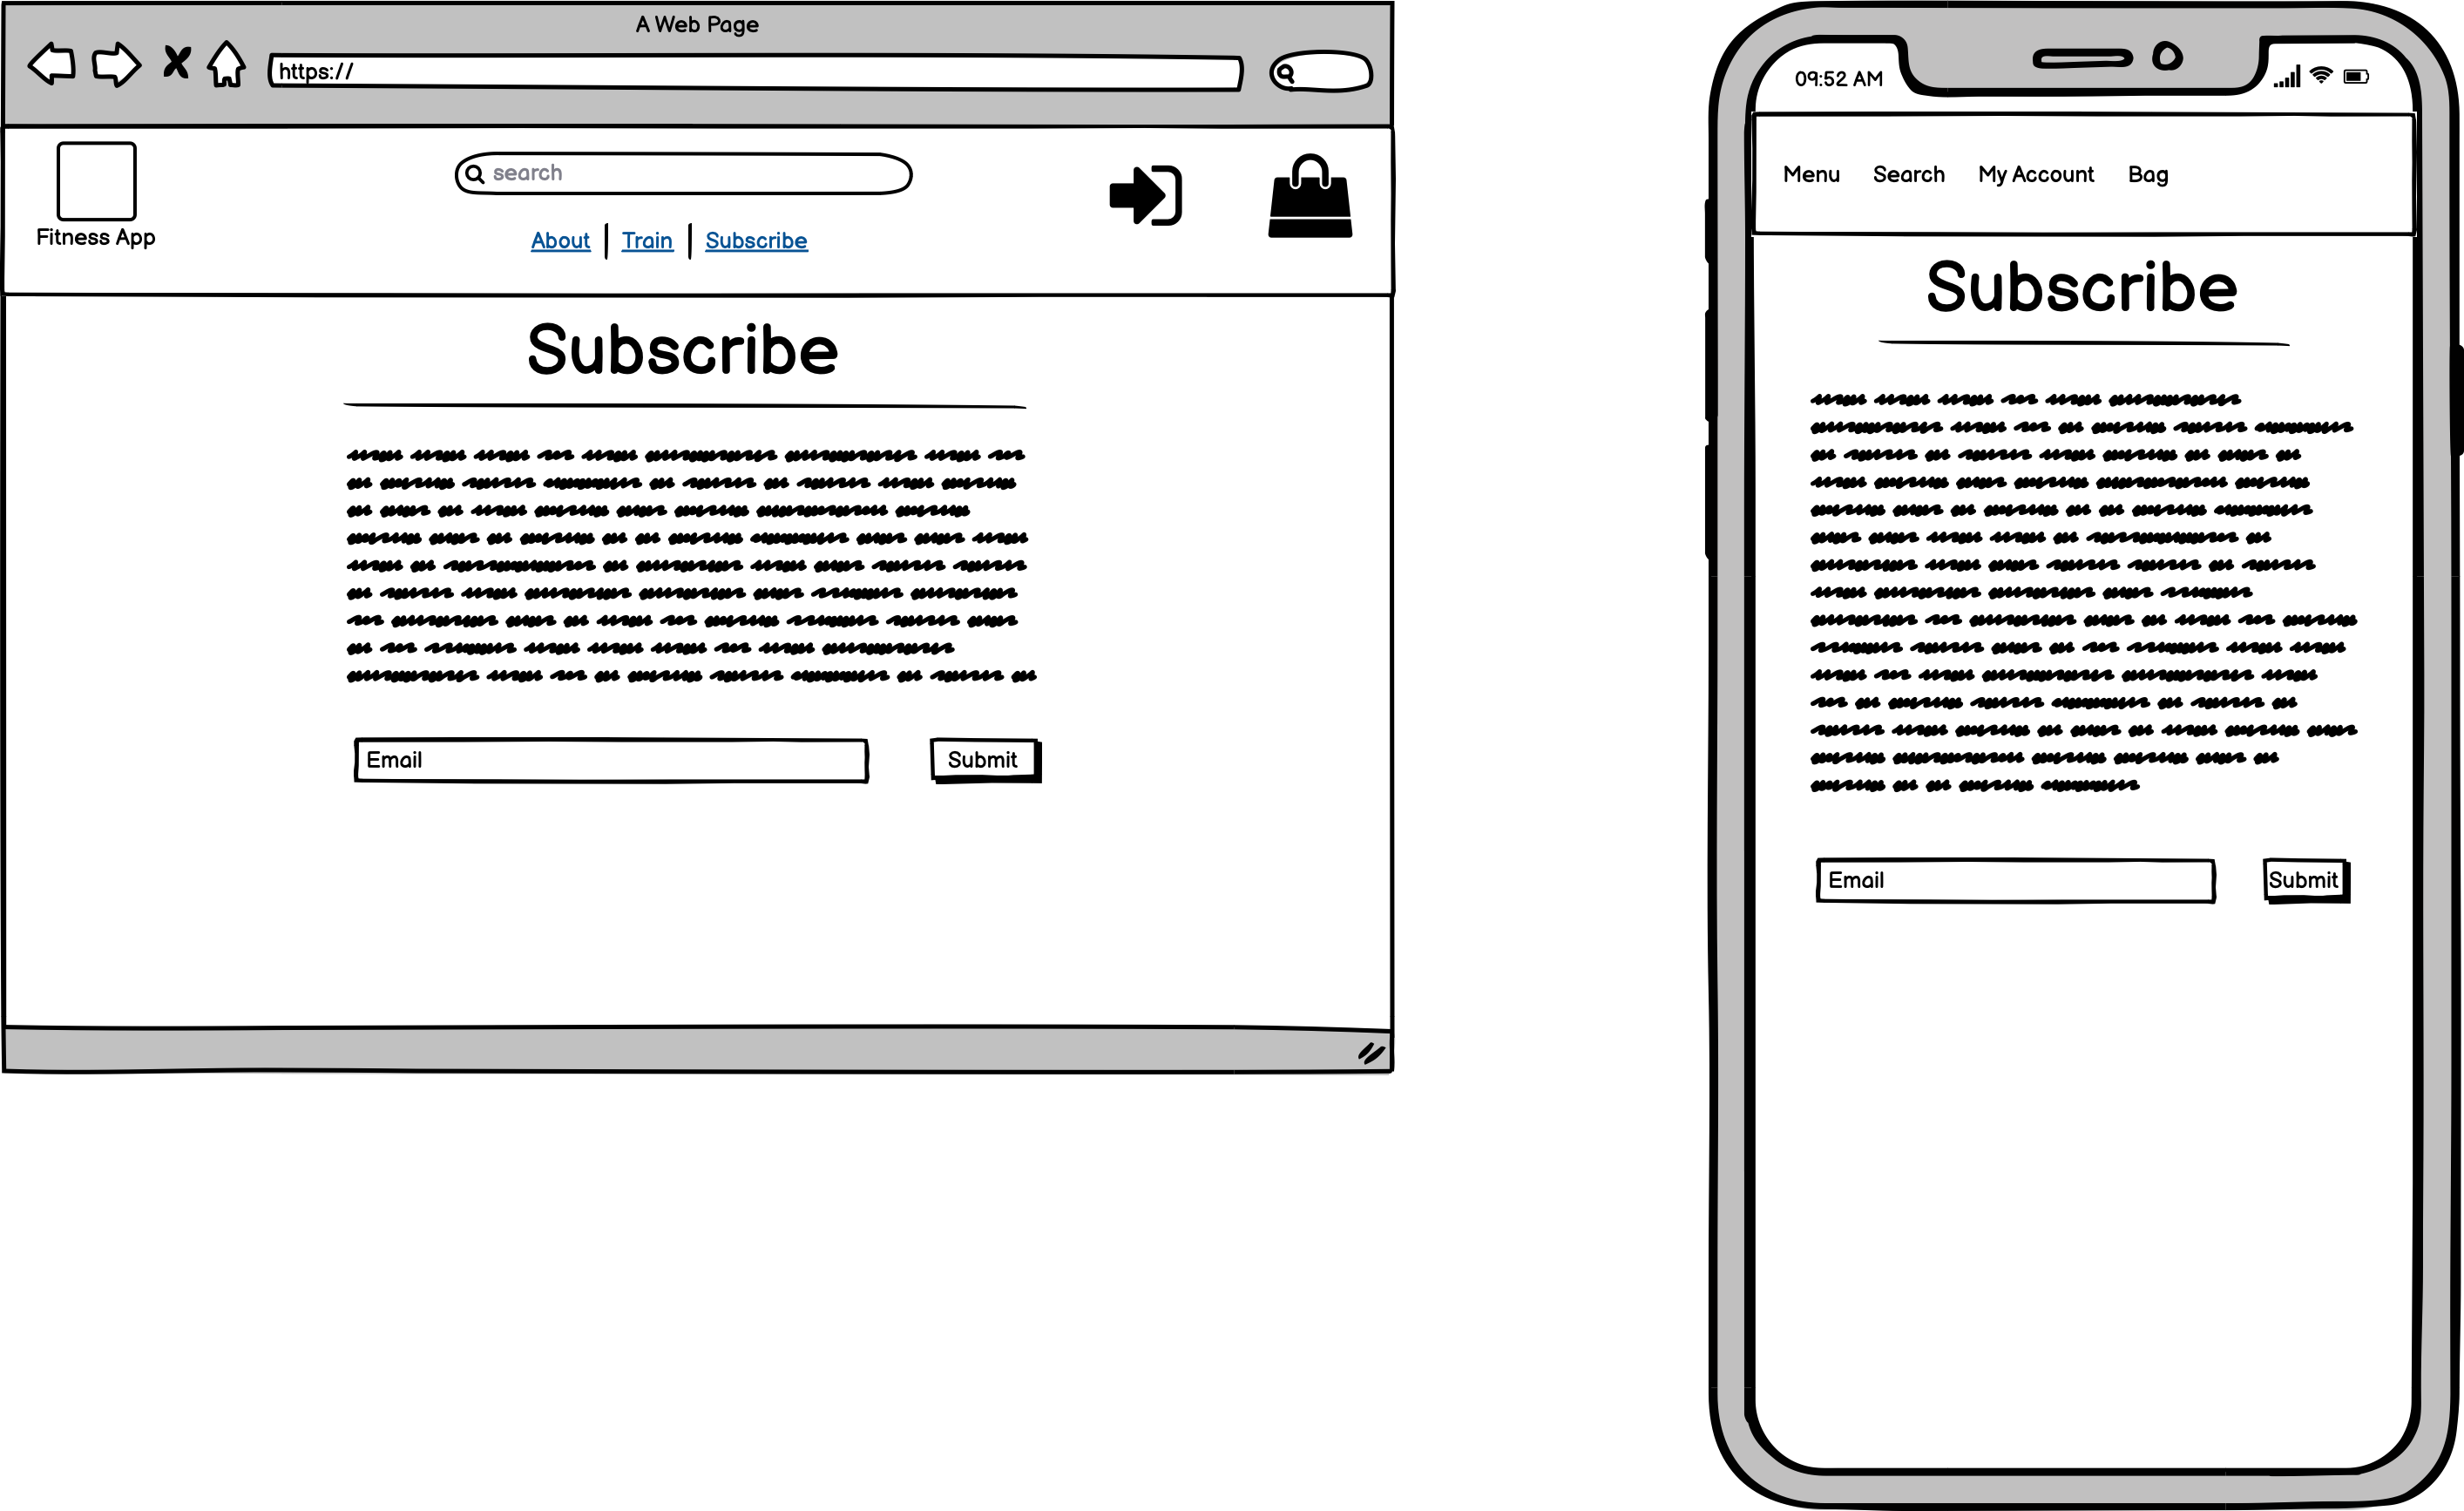 A Web Page
https://
search
Fitness App
About | Train | Subscribe
Subscribe
Email
Submit
09:52 AM
Menu Search My Account Bag
Subscribe
Email
Submit